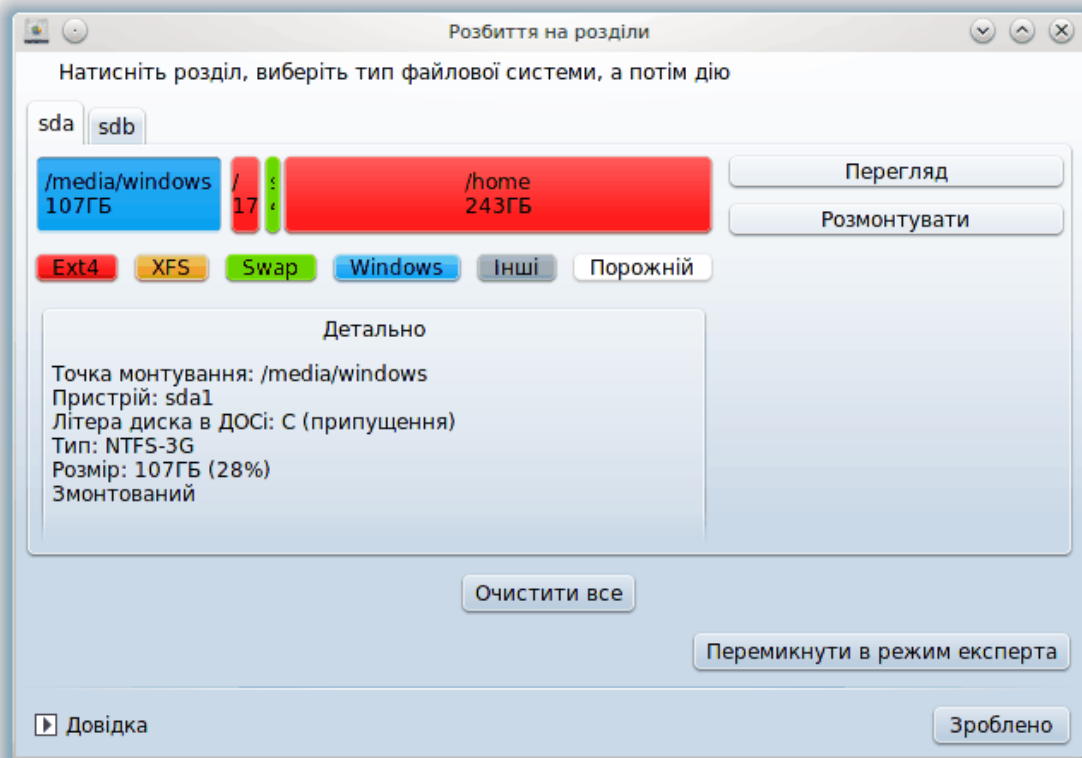 Розбиття на розділи
Натисніть розділ, виберіть тип файлової системи, а потім дію
sda sdb
/media/windows
107ГБ
/
17
/home
243ГБ
Перегляд
Розмонтувати
Ext4 XFS Swap Windows Інші Порожній
Детально
Точка монтування: /media/windows
Пристрій: sda1
Літера диска в ДОСі: C (припущення)
Тип: NTFS-3G
Розмір: 107ГБ (28%)
Змонтований
Очистити все
Перемикнути в режим експерта
Довідка
Зроблено